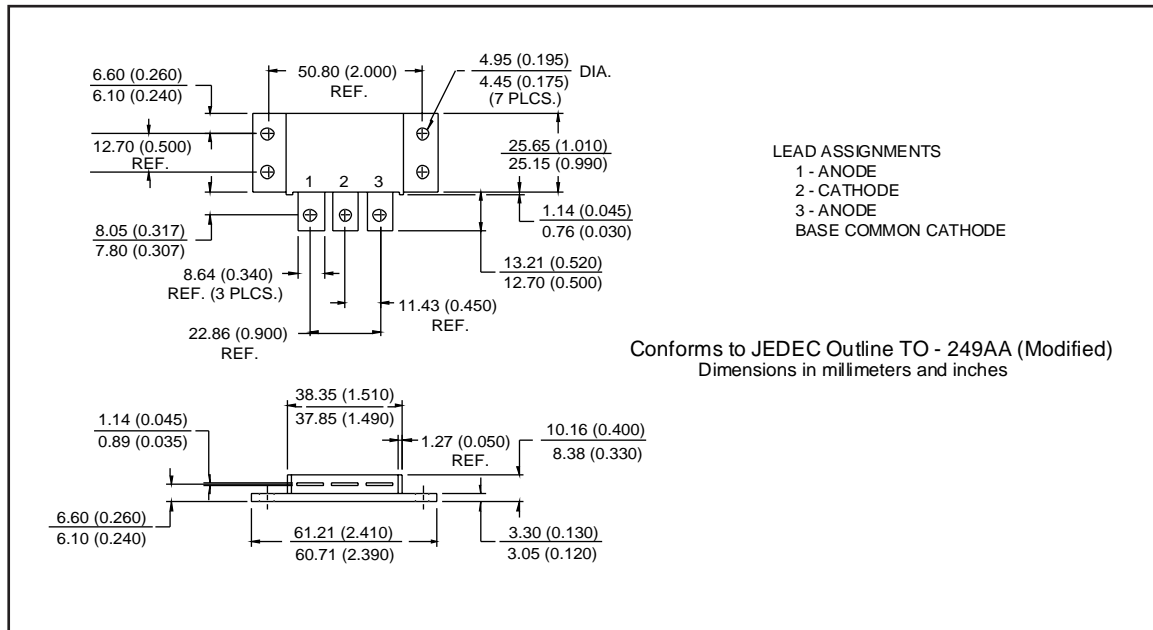 6.60 (0.260)
6.10 (0.240)
50.80 (2.000)
REF.
4.95 (0.195)
4.45 (0.175)
DIA.
(7 PLCS.)
12.70 (0.500)
REF.
25.65 (1.010)
25.15 (0.990)
1 2 3
8.05 (0.317)
7.80 (0.307)
1.14 (0.045)
0.76 (0.030)
8.64 (0.340)
REF. (3 PLCS.)
13.21 (0.520)
12.70 (0.500)
11.43 (0.450)
REF.
22.86 (0.900)
REF.
LEAD ASSIGNMENTS
1 - ANODE
2 - CATHODE
3 - ANODE
BASE COMMON CATHODE
Conforms to JEDEC Outline TO - 249AA (Modified)
Dimensions in millimeters and inches
38.35 (1.510)
37.85 (1.490)
1.14 (0.045)
0.89 (0.035)
1.27 (0.050)
REF.
10.16 (0.400)
8.38 (0.330)
6.60 (0.260)
6.10 (0.240)
61.21 (2.410)
60.71 (2.390)
3.30 (0.130)
3.05 (0.120)